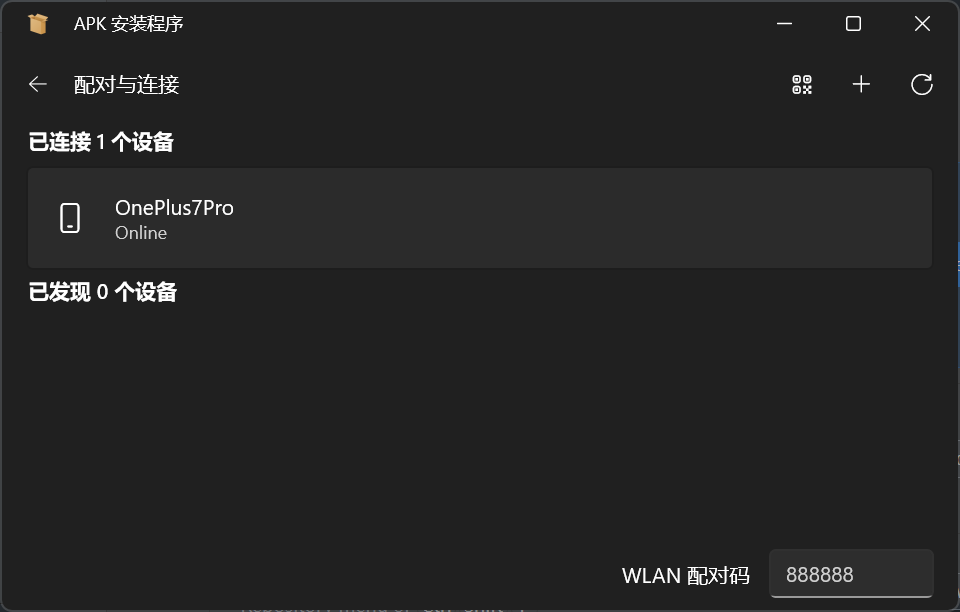 APK 安装程序
配对与连接
已连接 1 个设备
OnePlus7Pro
Online
已发现 0 个设备
WLAN 配对码
888888